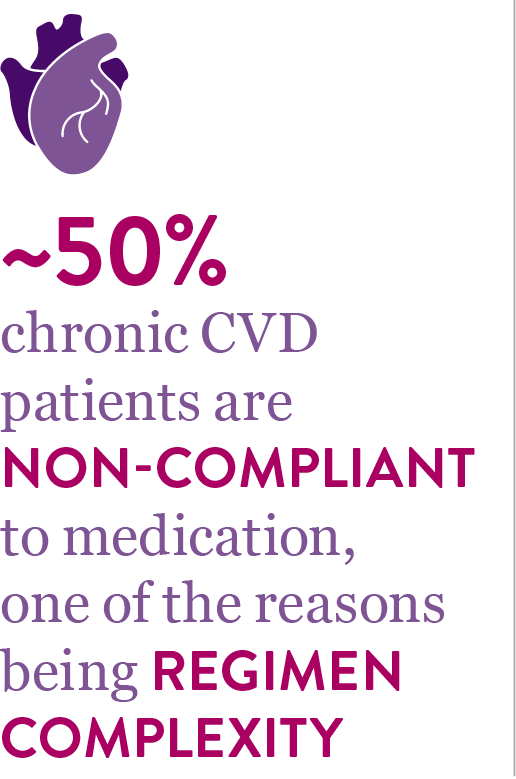 ~50%
chronic CVD
patients are
NON-COMPLIANT
to medication,
one of the reasons
being REGIMEN
COMPLEXITY